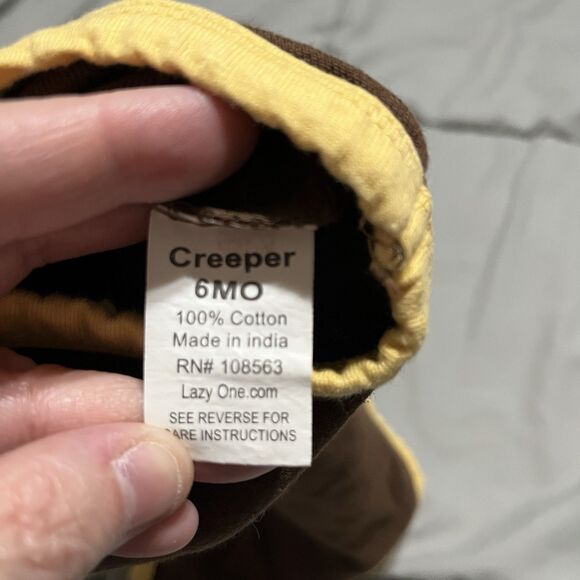 Creeper
6MO
100% Cotton
Made in india
RN# 108563
Lazy One.com
SEE REVERSE FOR
CARE INSTRUCTIONS